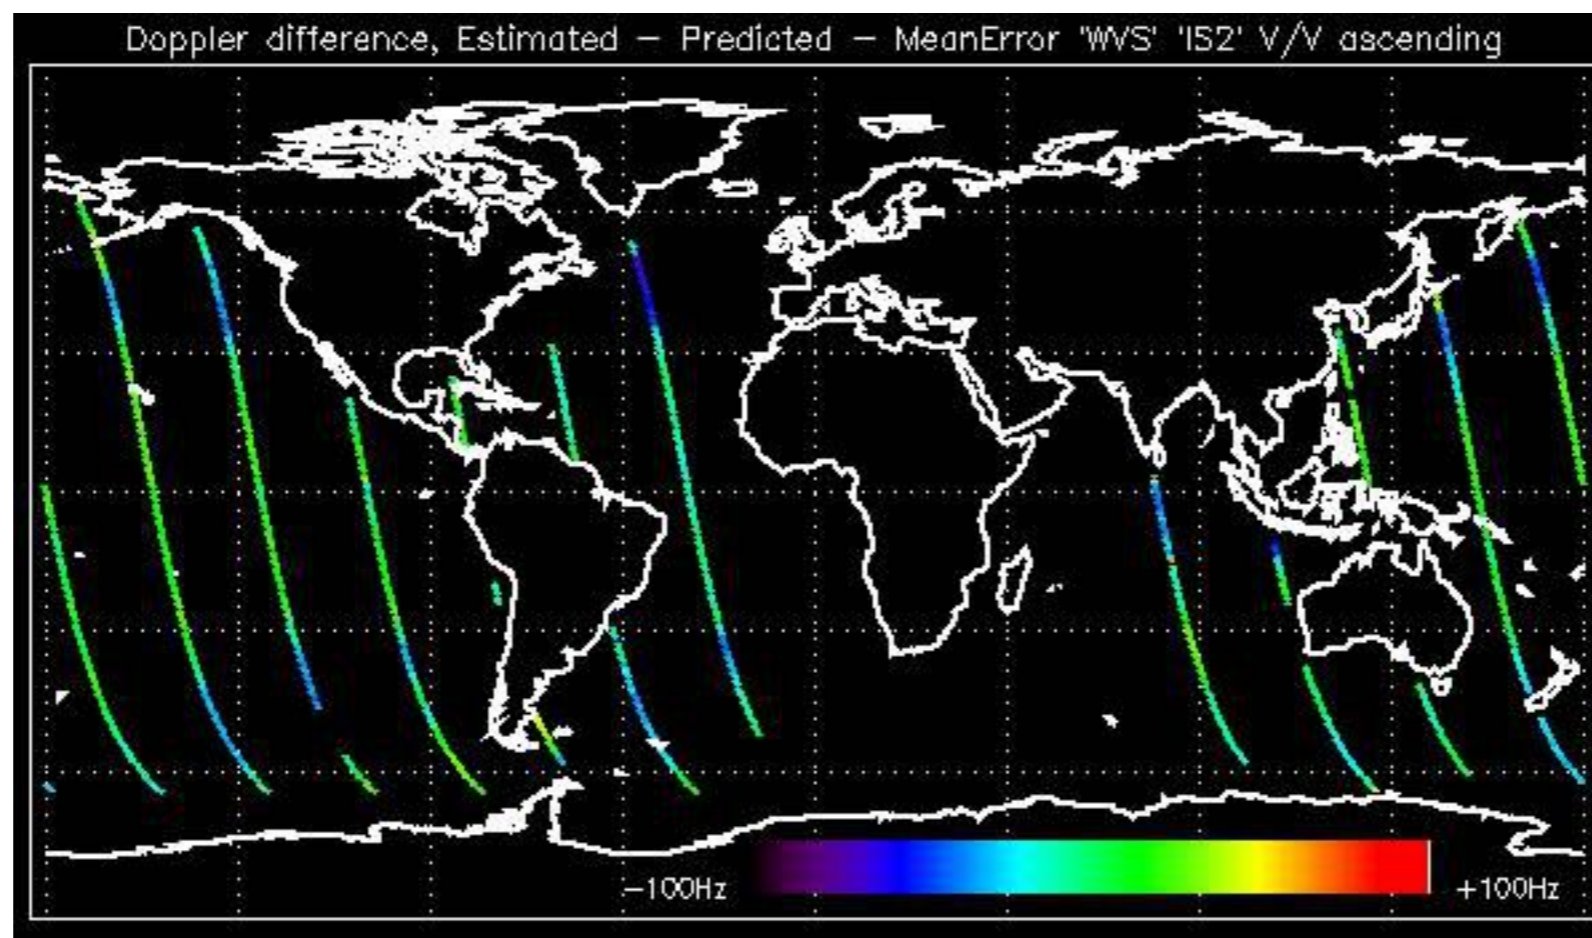 Doppler difference, Estimated – Predicted – MeanError 'WVS' 'IS2' V/V ascending
–100Hz +100Hz